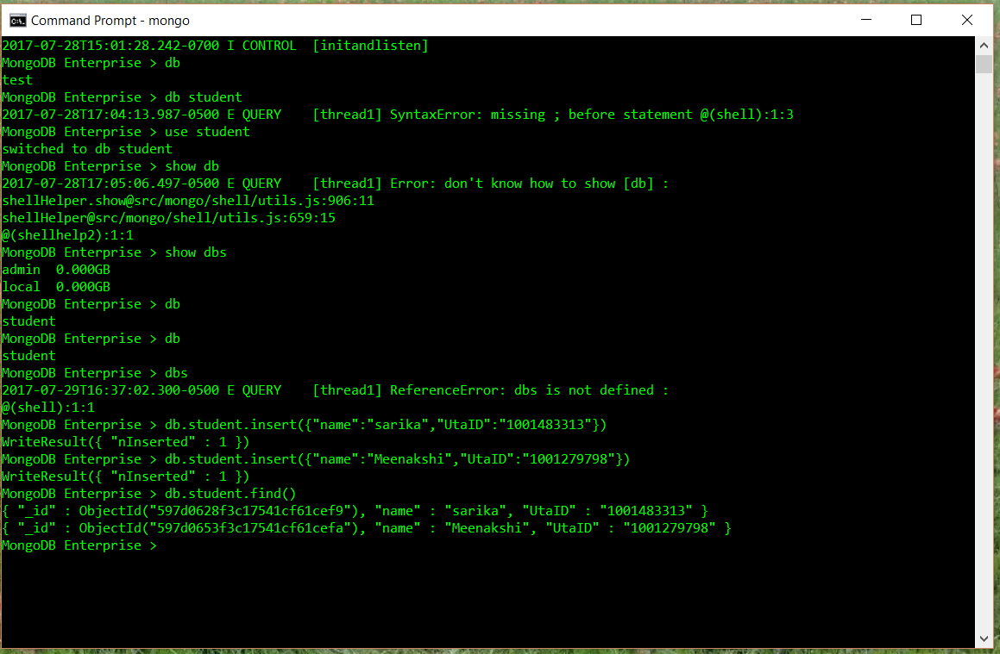 Command Prompt - mongo
2017-07-28T15:01:28.242-0700 I CONTROL  [initandlisten]
MongoDB Enterprise > db
test
MongoDB Enterprise > db student
2017-07-28T17:04:13.987-0500 E QUERY    [thread1] SyntaxError: missing ; before statement @(shell):1:3
MongoDB Enterprise > use student
switched to db student
MongoDB Enterprise > show db
2017-07-28T17:05:06.497-0500 E QUERY    [thread1] Error: don't know how to show [db] :
shellHelper.show@src/mongo/shell/utils.js:906:11
shellHelper@src/mongo/shell/utils.js:659:15
@(shellhelp2):1:1
MongoDB Enterprise > show dbs
admin  0.000GB
local  0.000GB
MongoDB Enterprise > db
student
MongoDB Enterprise > db
student
MongoDB Enterprise > dbs
2017-07-29T16:37:02.300-0500 E QUERY    [thread1] ReferenceError: dbs is not defined :
@(shell):1:1
MongoDB Enterprise > db.student.insert({"name":"sarika","UtaID":"1001483313"})
WriteResult({ "nInserted" : 1 })
MongoDB Enterprise > db.student.insert({"name":"Meenakshi","UtaID":"1001279798"})
WriteResult({ "nInserted" : 1 })
MongoDB Enterprise > db.student.find()
{ "_id" : ObjectId("597d0628f3c17541cf61cef9"), "name" : "sarika", "UtaID" : "1001483313" }
{ "_id" : ObjectId("597d0653f3c17541cf61cefa"), "name" : "Meenakshi", "UtaID" : "1001279798" }
MongoDB Enterprise >